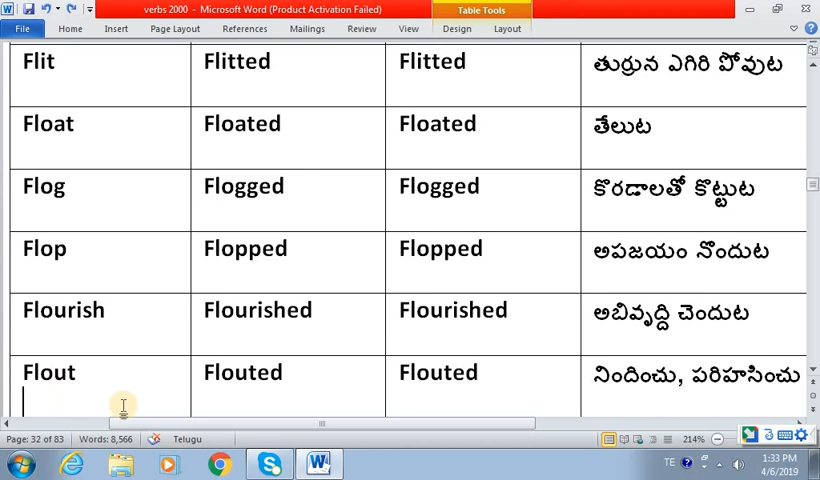 verbs 2000 - Microsoft Word (Product Activation Failed)
Table Tools
File Home Insert Page Layout References Mailings Review View Design Layout
Flit Flitted Flitted తుర్రున ఎగిరి పోవుట
Float Floated Floated తేలుట
Flog Flogged Flogged కొరడాలతో కొట్టుట
Flop Flopped Flopped అపజయం నొందుట
Flourish Flourished Flourished అబివృద్ది చెందుట
Flout Flouted Flouted నిందించు, పరిహసించు
Page: 32 of 83 Words: 8,566 Telugu 214%
TE 1:33 PM
4/6/2019